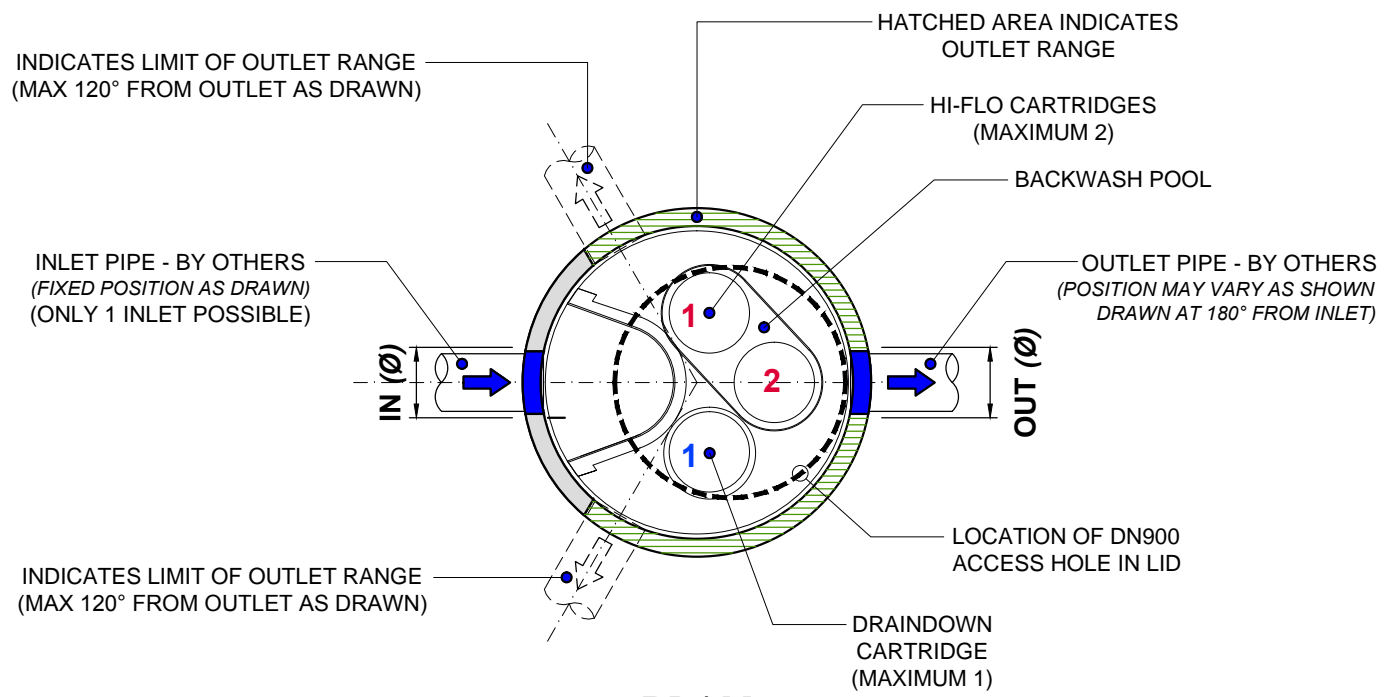 HATCHED AREA INDICATES
OUTLET RANGE
INDICATES LIMIT OF OUTLET RANGE
(MAX 120° FROM OUTLET AS DRAWN)
HI-FLO CARTRIDGES
(MAXIMUM 2)
BACKWASH POOL
INLET PIPE - BY OTHERS
(FIXED POSITION AS DRAWN)
(ONLY 1 INLET POSSIBLE)
OUTLET PIPE - BY OTHERS
(POSITION MAY VARY AS SHOWN
DRAWN AT 180° FROM INLET)
IN (Ø)
1
2
1
OUT (Ø)
LOCATION OF DN900
ACCESS HOLE IN LID
INDICATES LIMIT OF OUTLET RANGE
(MAX 120° FROM OUTLET AS DRAWN)
DRAINDOWN
CARTRIDGE
(MAXIMUM 1)